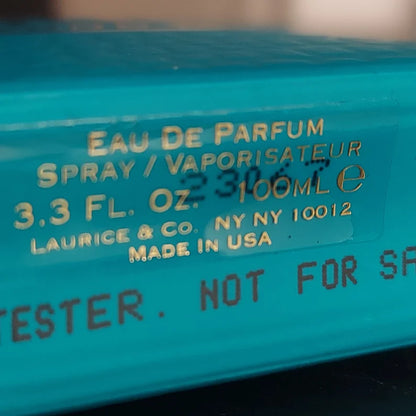 EAU DE PARFUM
SPRAY / VAPORISATEUR
23067
3.3 FL. OZ. 100ML e
LAURICE & CO. NY NY 10012
MADE IN USA
TESTER. NOT FOR SA